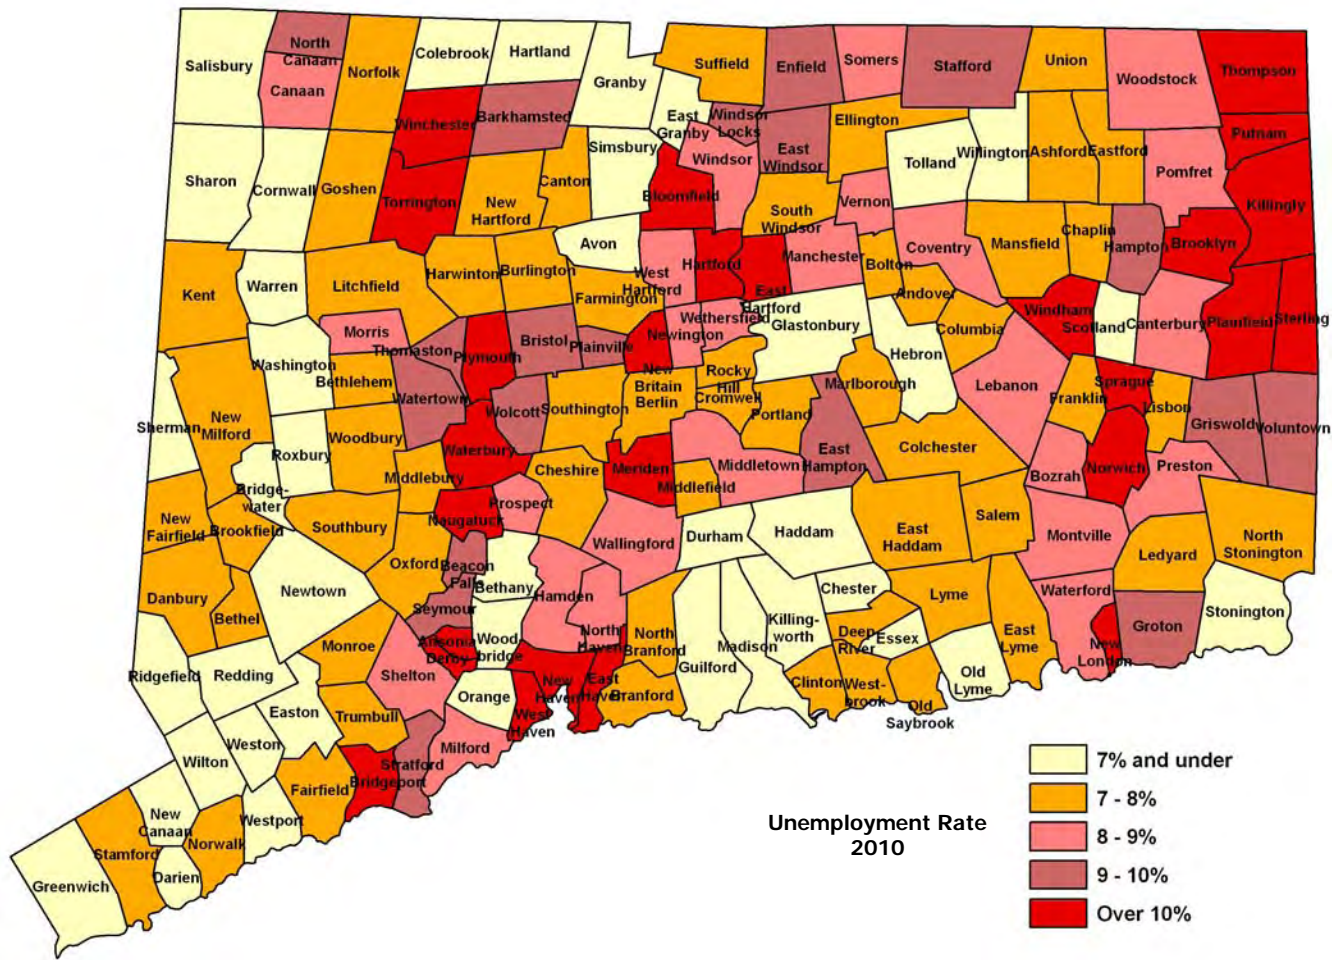 North
Canaan
Salisbury
Canaan
Norfolk
Colebrook
Hartland
Granby
Suffield
Enfield
Somers
Stafford
Union
Woodstock
Thompson
Winchester
Barkhamsted
East
Granby
Windsor
Locks
East
Windsor
Ellington
Tolland
Willington
Ashford
Eastford
Putnam
Pomfret
Killingly
Sharon
Cornwall
Goshen
Torrington
New
Hartford
Canton
Simsbury
Bloomfield
Windsor
South
Windsor
Vernon
Coventry
Mansfield
Chaplin
Hampton
Brooklyn
Kent
Warren
Litchfield
Harwinton
Burlington
Avon
Farmington
West
Hartford
Hartford
East
Hartford
Manchester
Bolton
Andover
Columbia
Windham
Scotland
Canterbury
Plainfield
Sterling
Morris
Thomaston
Plymouth
Bristol
Plainville
Newington
Wethersfield
Glastonbury
Hebron
Washington
Bethlehem
Watertown
Wolcott
Southington
New
Britain
Berlin
Rocky
Hill
Cromwell
Portland
Marlborough
Lebanon
Franklin
Sprague
Lisbon
Griswold
Voluntown
Sherman
New
Milford
Roxbury
Woodbury
Waterbury
Cheshire
Meriden
Middletown
Middlefield
East
Hampton
Colchester
Bozrah
Norwich
Preston
Bridge-
water
Middlebury
Naugatuck
Prospect
Wallingford
Durham
Haddam
East
Haddam
Salem
Montville
Ledyard
North
Stonington
New
Fairfield
Brookfield
Southbury
Oxford
Beacon
Falls
Bethany
Hamden
Danbury
Bethel
Newtown
Seymour
Ansonia
Derby
Wood
bridge
North
Haven
North
Branford
Guilford
Madison
Killing-
worth
Chester
Deep
River
Essex
Lyme
East
Lyme
Old
Lyme
Waterford
New
London
Groton
Stonington
Ridgefield
Redding
Monroe
Shelton
Orange
New
Haven
West
Haven
East
Haven
Branford
Clinton
West-
brook
Old
Saybrook
Easton
Trumbull
Weston
Wilton
Stratford
Milford
Bridgeport
Fairfield
Westport
New
Canaan
Norwalk
Stamford
Darien
Greenwich
Unemployment Rate
2010
7% and under
7 - 8%
8 - 9%
9 - 10%
Over 10%